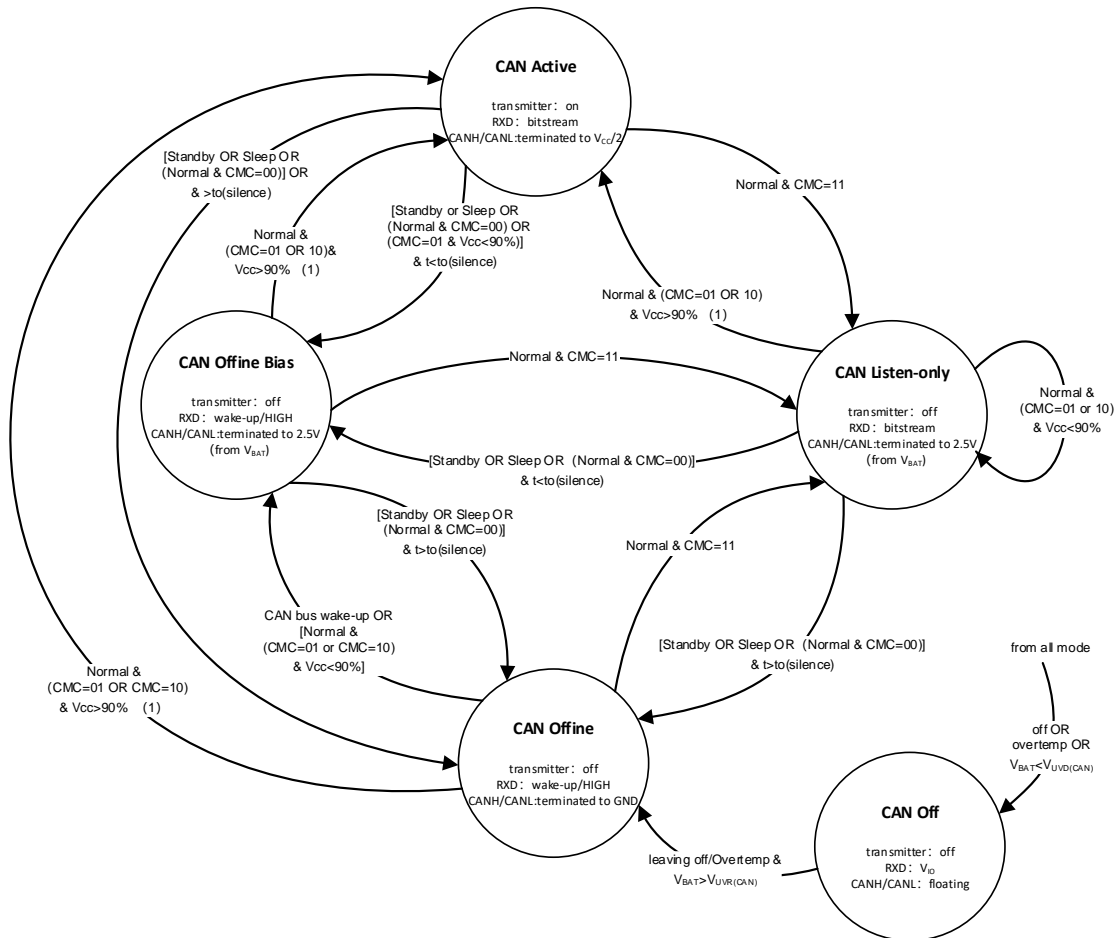 CAN Active
transmitter: on
RXD: bitstream
CANH/CANL:terminated to VCC/2
[Standby OR Sleep OR
(Normal & CMC=00)] OR
& >to(silence)
Normal &
(CMC=01 OR 10)&
Vcc>90% (1)
[Standby or Sleep OR
(Normal & CMC=00) OR
(CMC=01 & Vcc<90%)]
& t<to(silence)
Normal & CMC=11
Normal & (CMC=01 OR 10)
& Vcc>90% (1)
CAN Offine Bias
transmitter: off
RXD: wake-up/HIGH
CANH/CANL:terminated to 2.5V
(from VBAT)
Normal & CMC=11
CAN Listen-only
transmitter: off
RXD: bitstream
CANH/CANL:terminated to 2.5V
(from VBAT)
Normal &
(CMC=01 or 10)
& Vcc<90%
[Standby OR Sleep OR (Normal & CMC=00)]
& t<to(silence)
[Standby OR Sleep OR
(Normal & CMC=00)]
& t>to(silence)
Normal & CMC=11
CAN bus wake-up OR
[Normal &
(CMC=01 or CMC=10)
& Vcc<90%]
[Standby OR Sleep OR (Normal & CMC=00)]
& t>to(silence)
Normal &
(CMC=01 OR CMC=10)
& Vcc>90% (1)
CAN Offine
transmitter: off
RXD: wake-up/HIGH
CANH/CANL:terminated to GND
from all mode
off OR
overtemp OR
VBAT<VUVD(CAN)
CAN Off
transmitter: off
RXD: VIO
CANH/CANL: floating
leaving off/Overtemp &
VBAT>VUVR(CAN)